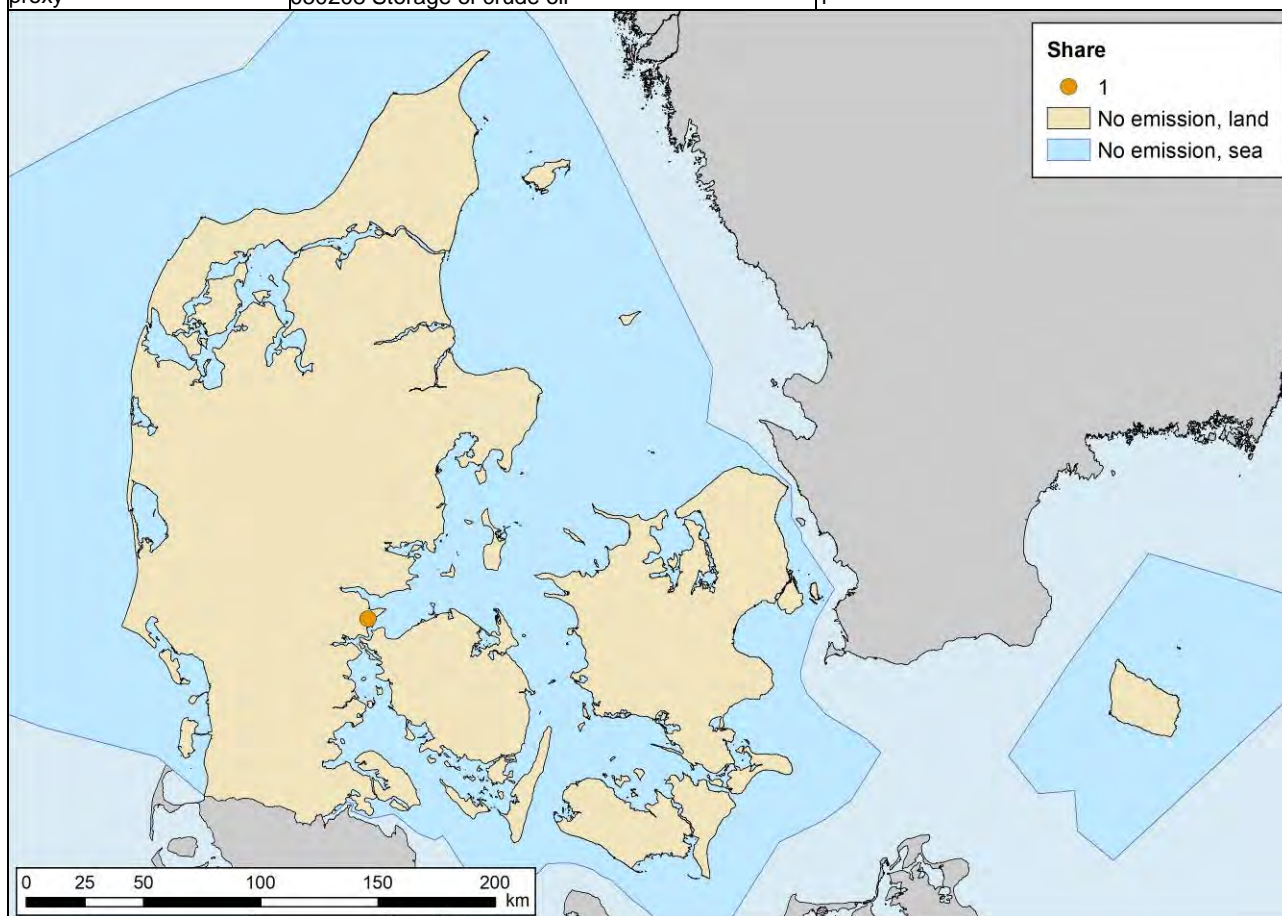 proxy
Share
1
No emission, land
No emission, sea
0 25 50 100 150 200
km